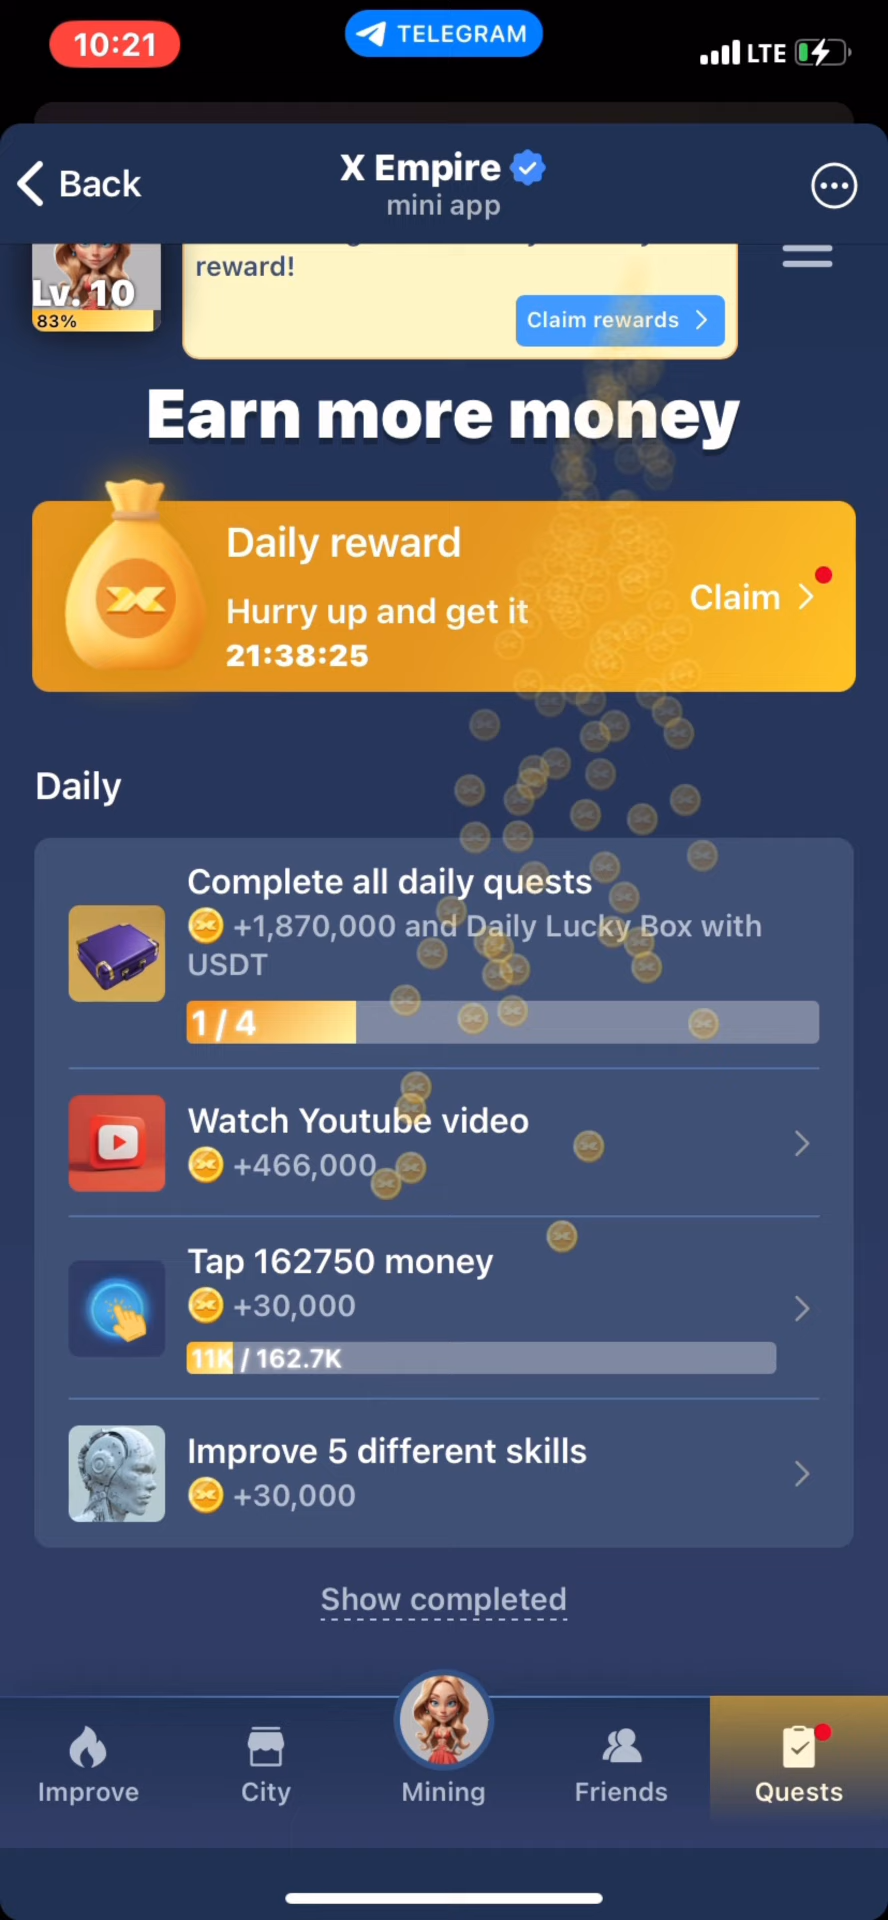 10:21
TELEGRAM
LTE
Back
X Empire
mini app
reward!
Lv. 10
83%
Claim rewards
Earn more money
Daily reward
Hurry up and get it
21:38:25
Claim
Daily
Complete all daily quests
+1,870,000 and Daily Lucky Box with
USDT
1 / 4
Watch Youtube video
+466,000
Tap 162750 money
+30,000
11K / 162.7K
Improve 5 different skills
+30,000
Show completed
Improve
City
Mining
Friends
Quests